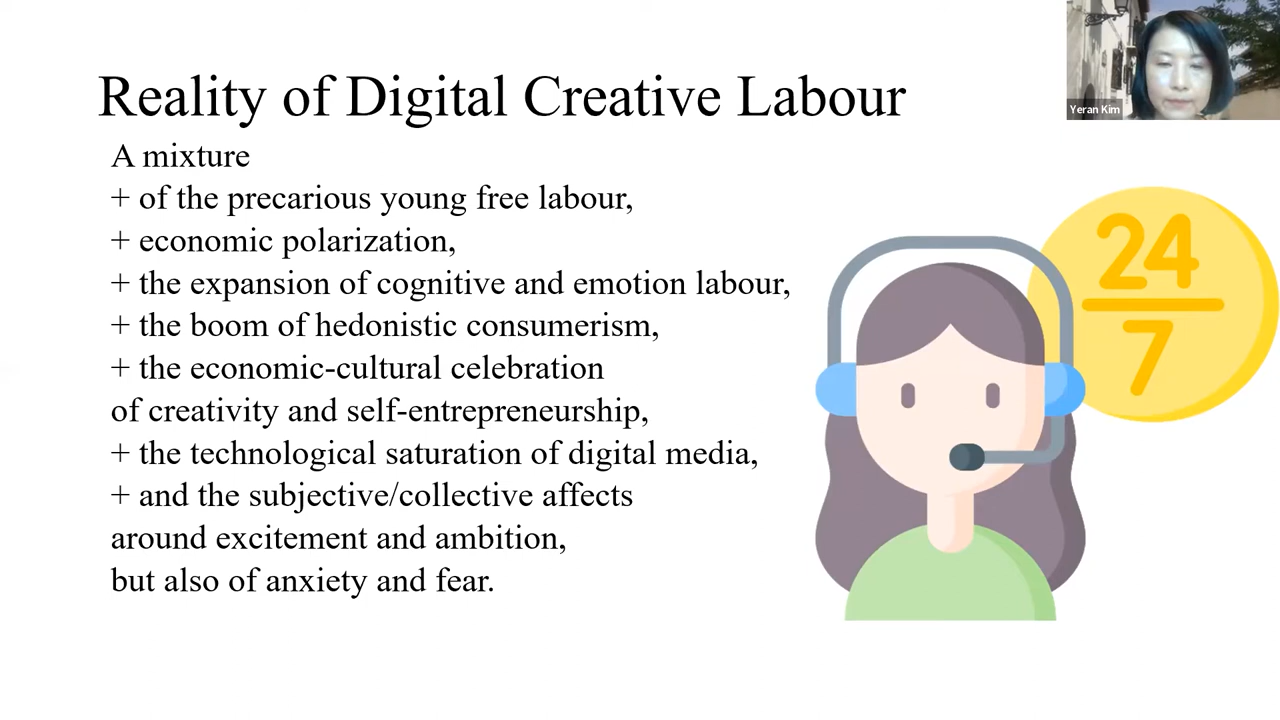 Reality of Digital Creative Labour
Yeran Kim
A mixture
+ of the precarious young free labour,
+ economic polarization,
+ the expansion of cognitive and emotion labour,
+ the boom of hedonistic consumerism,
+ the economic-cultural celebration
of creativity and self-entrepreneurship,
+ the technological saturation of digital media,
+ and the subjective/collective affects
around excitement and ambition,
but also of anxiety and fear.
24
7